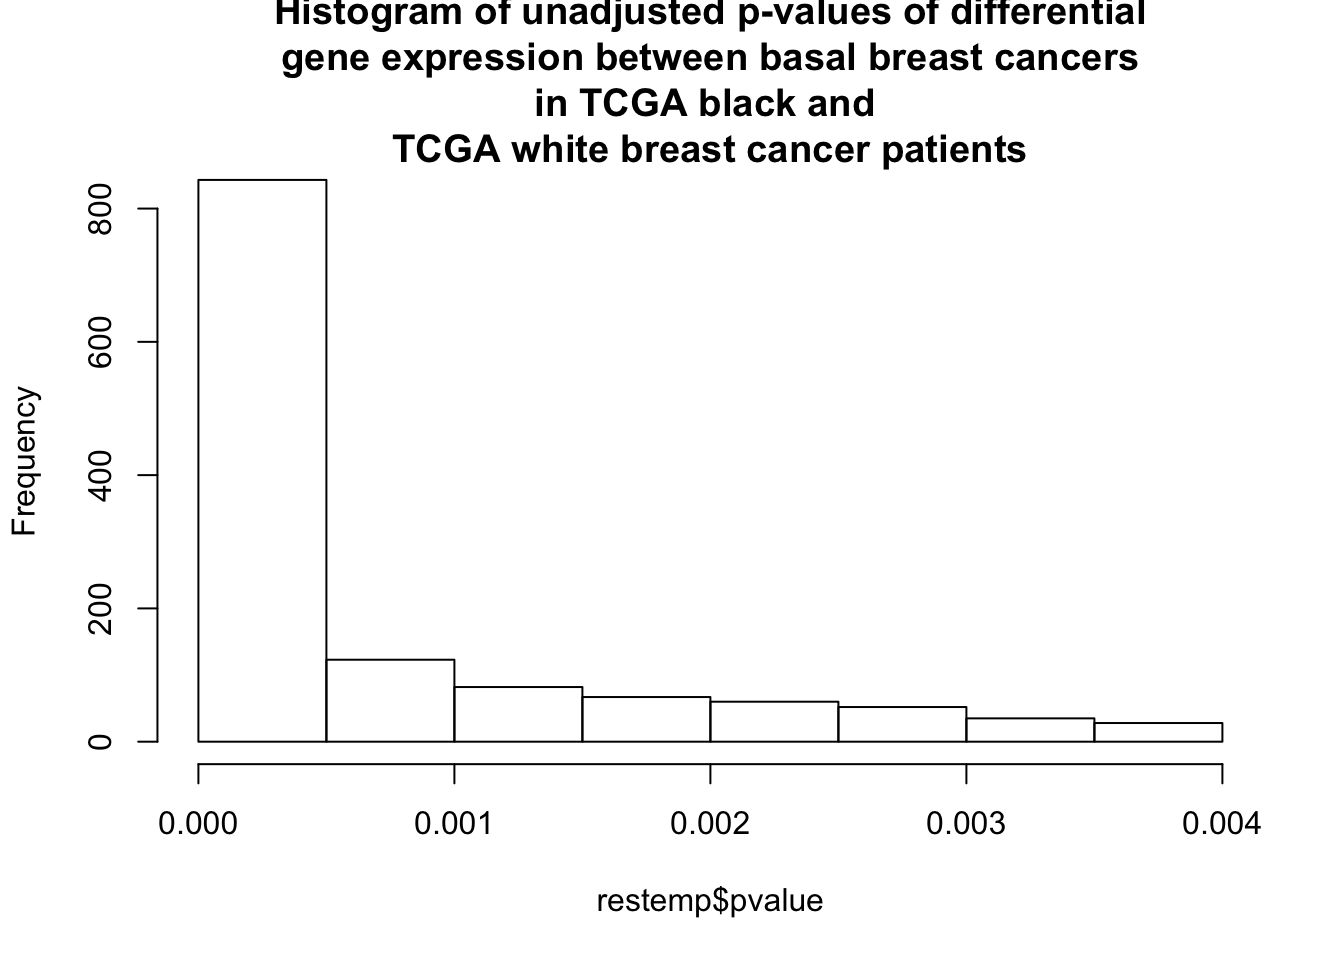 Histogram of unadjusted p-values of differential
gene expression between basal breast cancers
in TCGA black and
TCGA white breast cancer patients
800
600
400
200
0
Frequency
0.000 0.001 0.002 0.003 0.004
restemp$pvalue